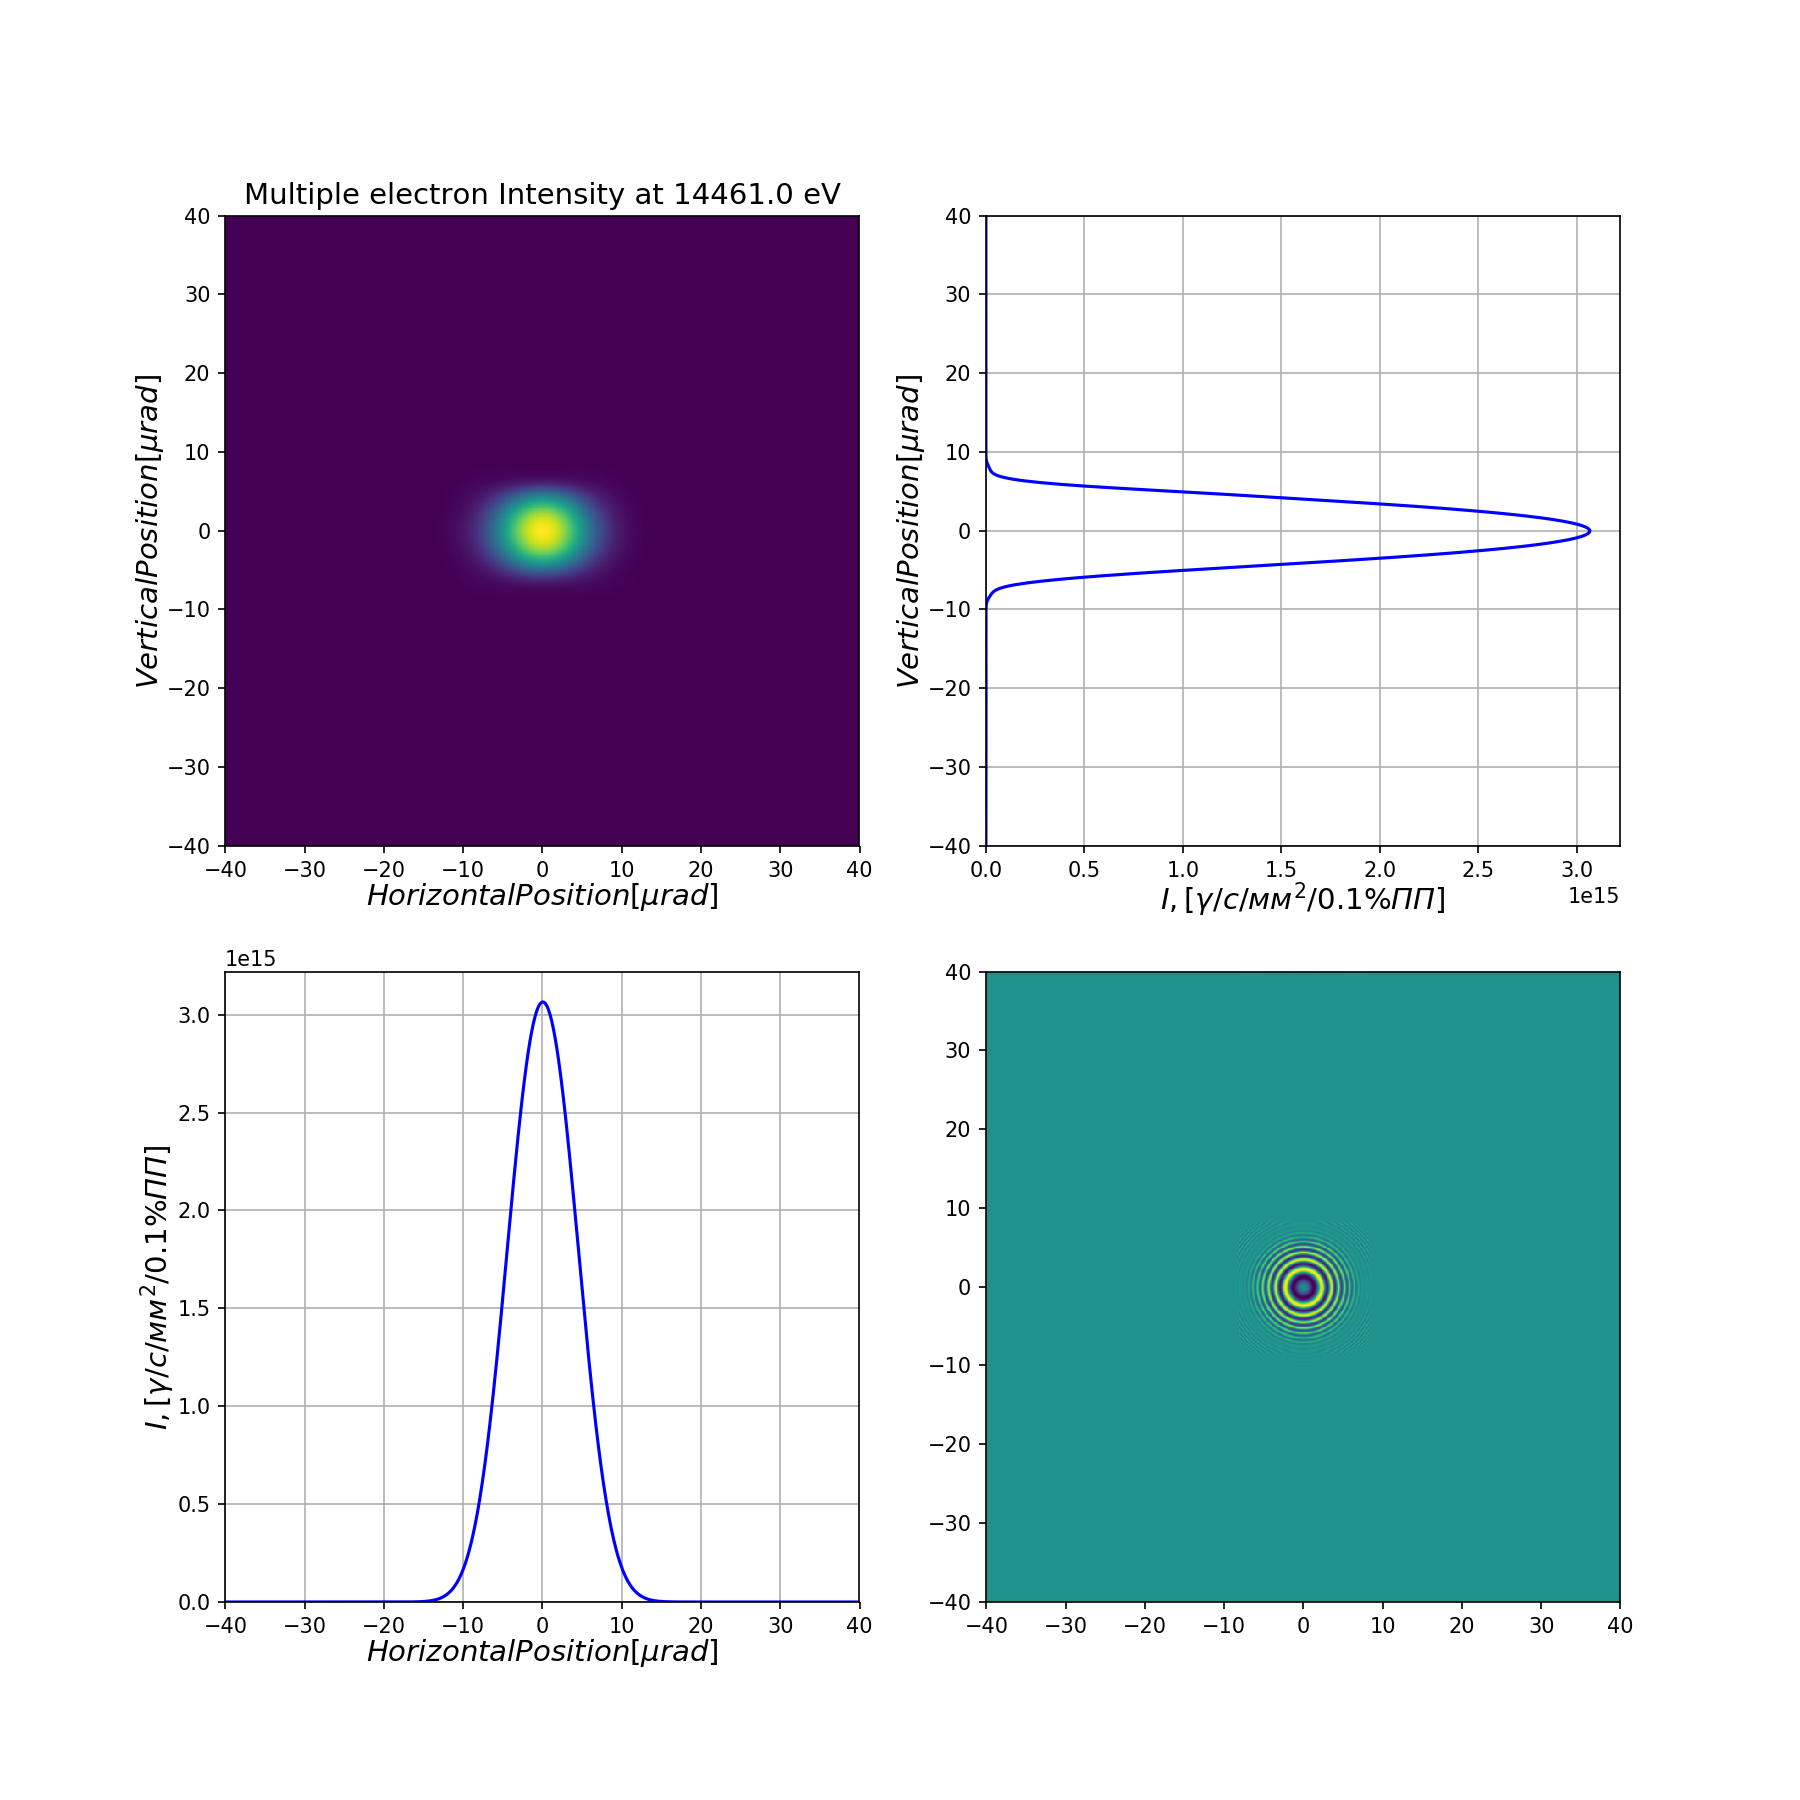 Multiple electron Intensity at 14461.0 eV
40
30
20
10
0
−10
−20
−30
−40
VerticalPosition[μrad]
−40 −30 −20 −10 0 10 20 30 40
HorizontalPosition[μrad]
40
30
20
10
0
−10
−20
−30
−40
VerticalPosition[μrad]
0.0 0.5 1.0 1.5 2.0 2.5 3.0
1e15
I, [γ/с/мм²/0.1%ПП]
1e15
3.0
2.5
2.0
1.5
1.0
0.5
0.0
I, [γ/с/мм²/0.1%ПП]
−40 −30 −20 −10 0 10 20 30 40
HorizontalPosition[μrad]
40
30
20
10
0
−10
−20
−30
−40
−40 −30 −20 −10 0 10 20 30 40